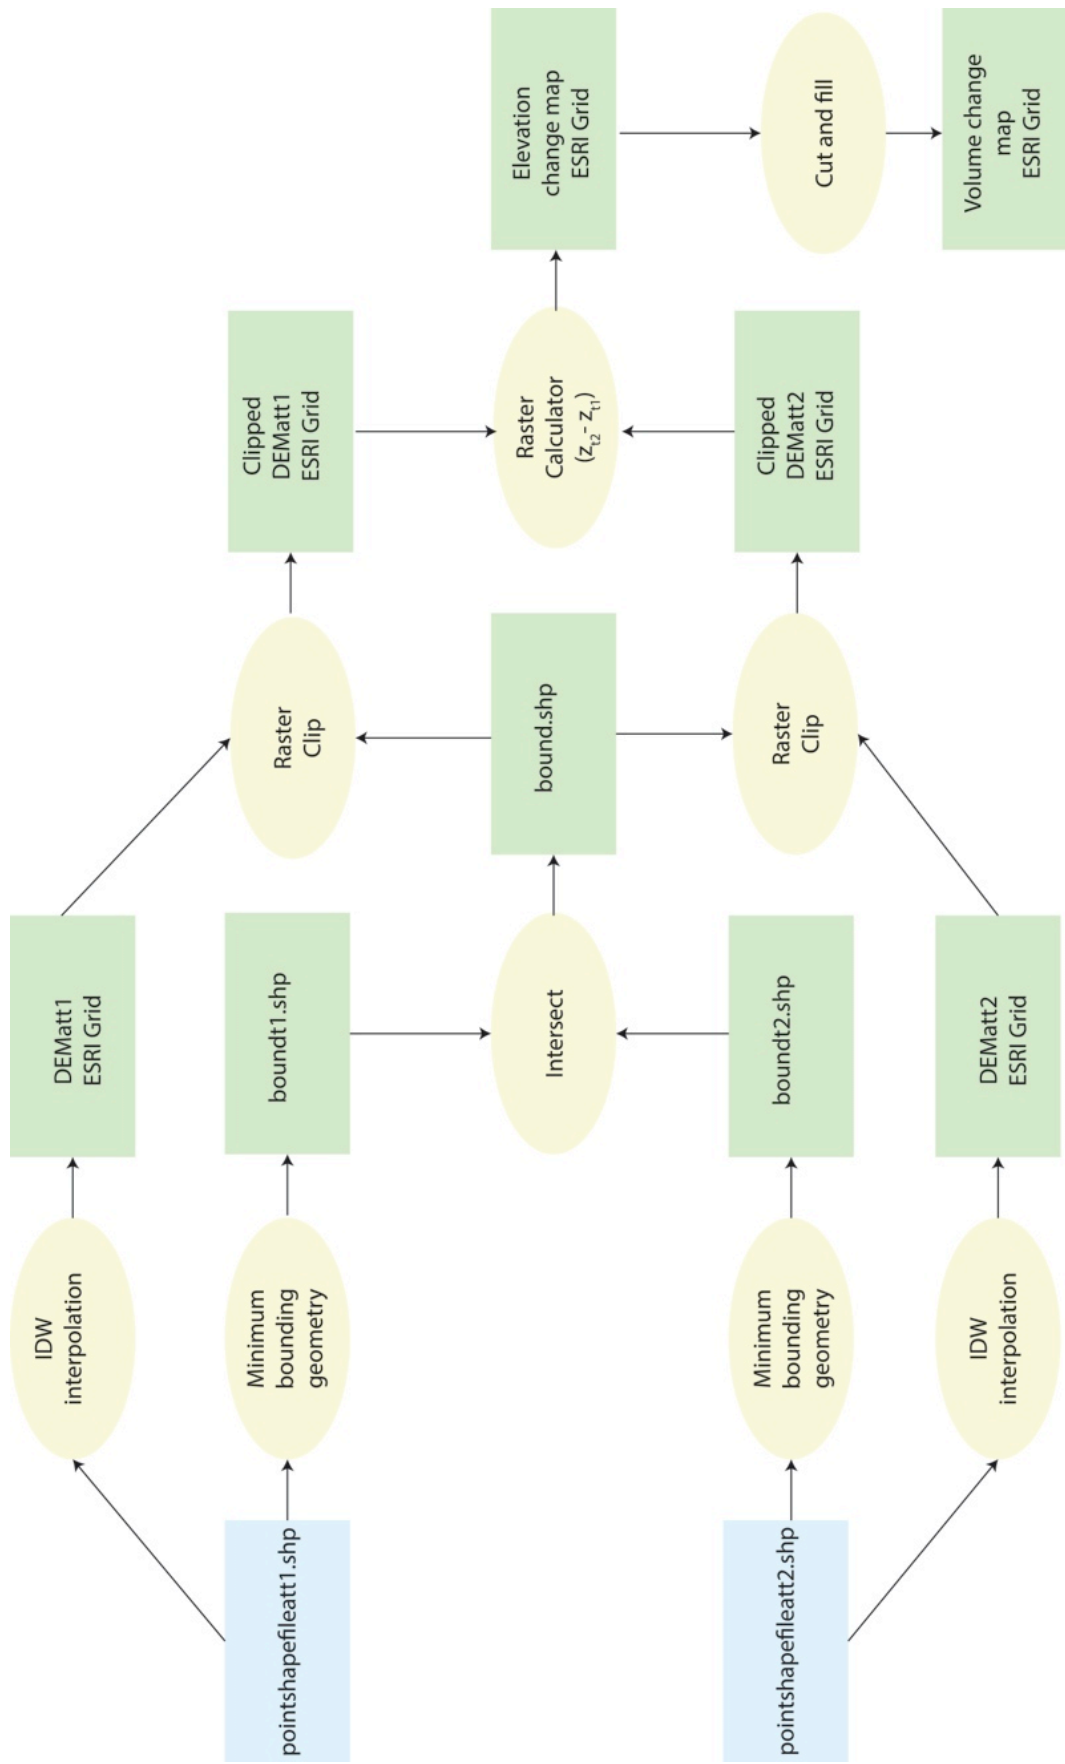 IDW
interpolation
DEMatt1
ESRI Grid
pointshapefileatt1.shp
Minimum
bounding
geometry
boundt1.shp
Raster
Clip
Clipped
DEMatt1
ESRI Grid
Intersect
bound.shp
Raster
Calculator
(z_t2 - z_t1)
Elevation
change map
ESRI Grid
pointshapefileatt2.shp
Minimum
bounding
geometry
boundt2.shp
Raster
Clip
Clipped
DEMatt2
ESRI Grid
Cut and fill
IDW
interpolation
DEMatt2
ESRI Grid
Volume change
map
ESRI Grid